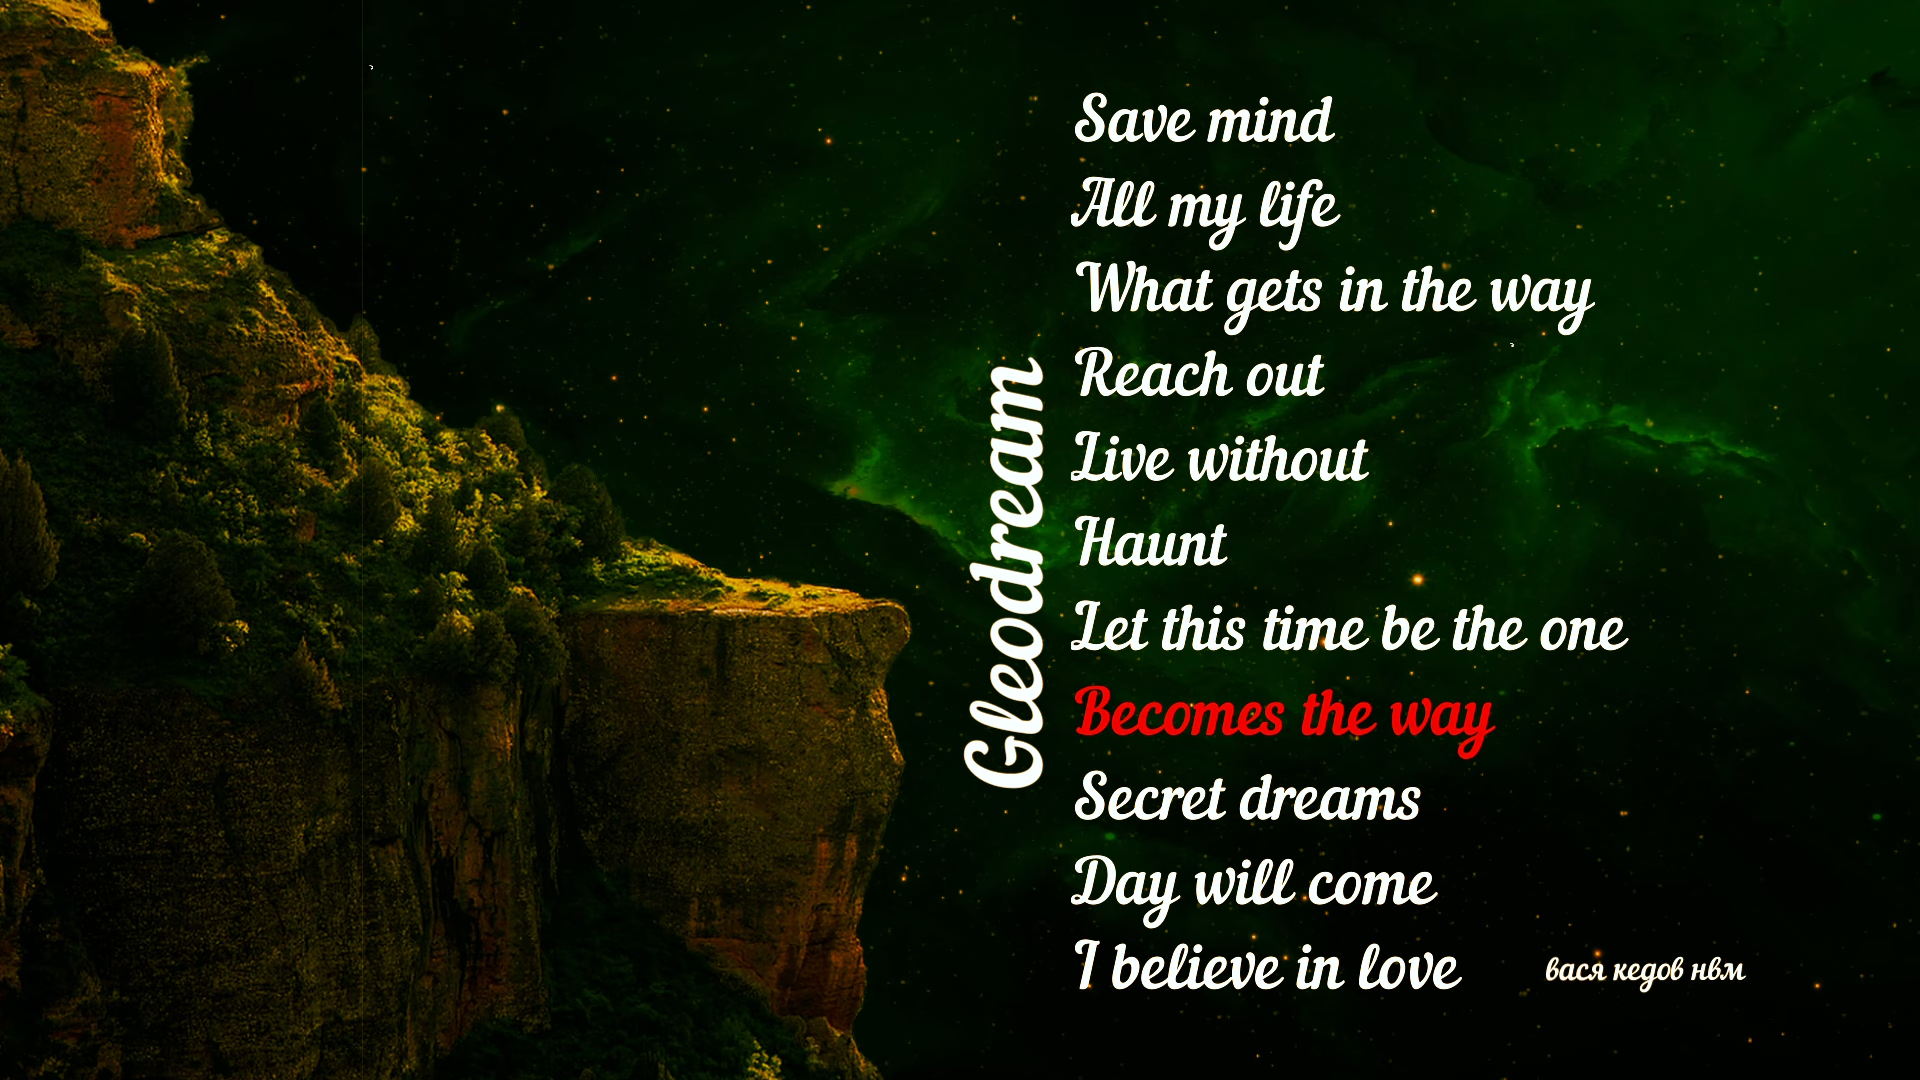 Gleodream
Save mind
All my life
What gets in the way
Reach out
Live without
Haunt
Let this time be the one
Becomes the way
Secret dreams
Day will come
I believe in love
вася кедов нвм